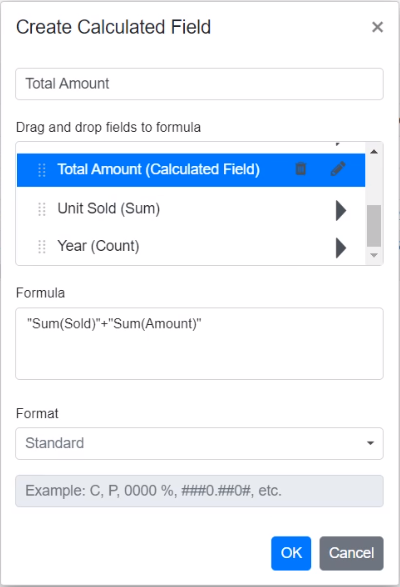 Create Calculated Field
×
Total Amount
Drag and drop fields to formula
Total Amount (Calculated Field)
Unit Sold (Sum)
Year (Count)
Formula
"Sum(Sold)"+"Sum(Amount)"
Format
Standard
Example: C, P, 0000 %, ###0.##0#, etc.
OK Cancel